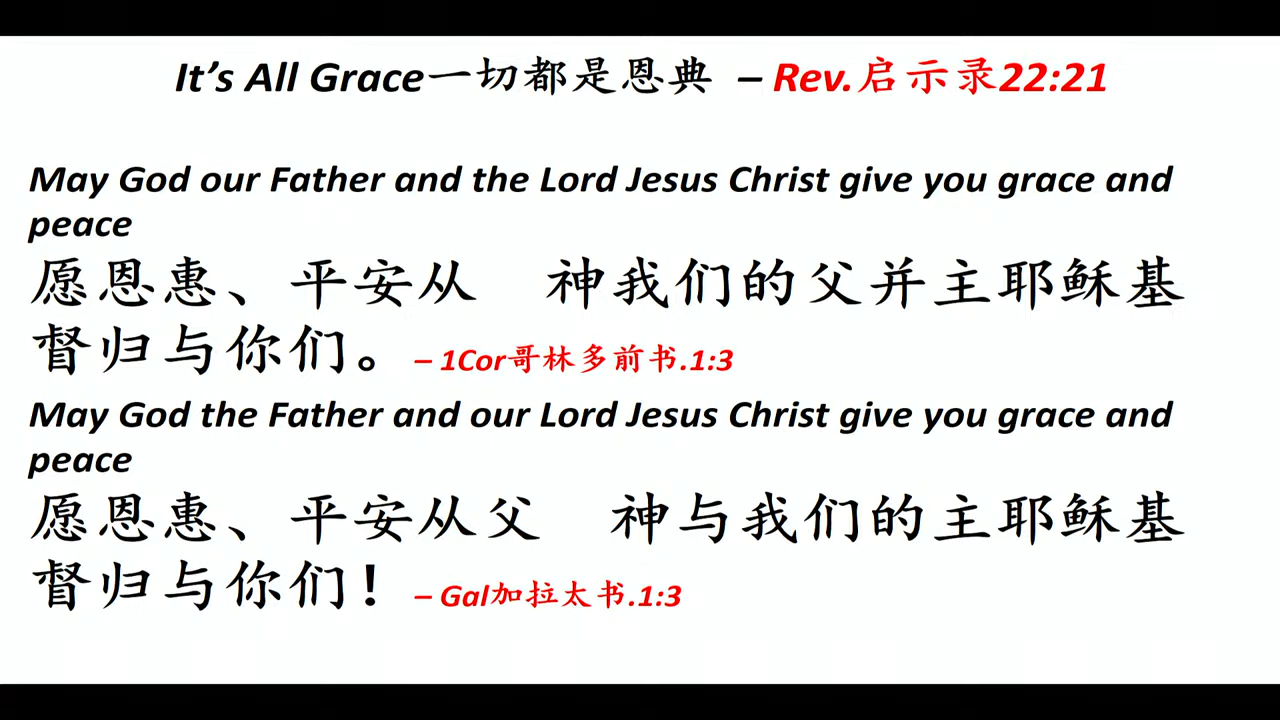 It’s All Grace一切都是恩典 – Rev.启示录22:21
May God our Father and the Lord Jesus Christ give you grace and
peace
愿恩惠、平安从　神我们的父并主耶稣基
督归与你们。– 1Cor哥林多前书.1:3
May God the Father and our Lord Jesus Christ give you grace and
peace
愿恩惠、平安从父　神与我们的主耶稣基
督归与你们！– Gal加拉太书.1:3